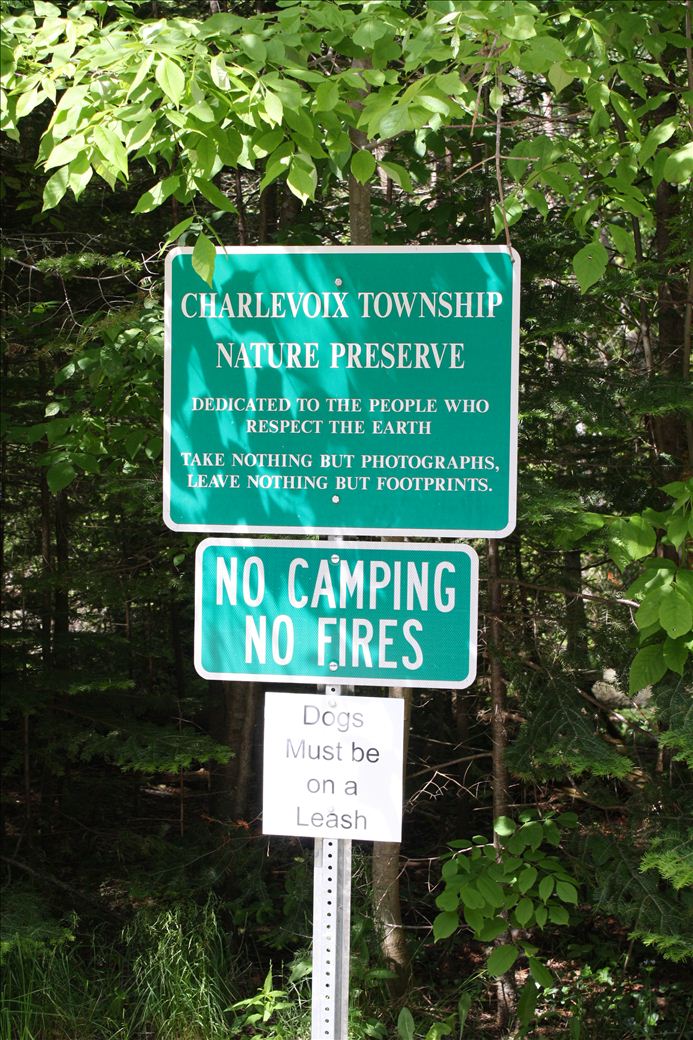 CHARLEVOIX TOWNSHIP
NATURE PRESERVE
DEDICATED TO THE PEOPLE WHO
RESPECT THE EARTH
TAKE NOTHING BUT PHOTOGRAPHS,
LEAVE NOTHING BUT FOOTPRINTS.
NO CAMPING
NO FIRES
Dogs
Must be
on a
Leash